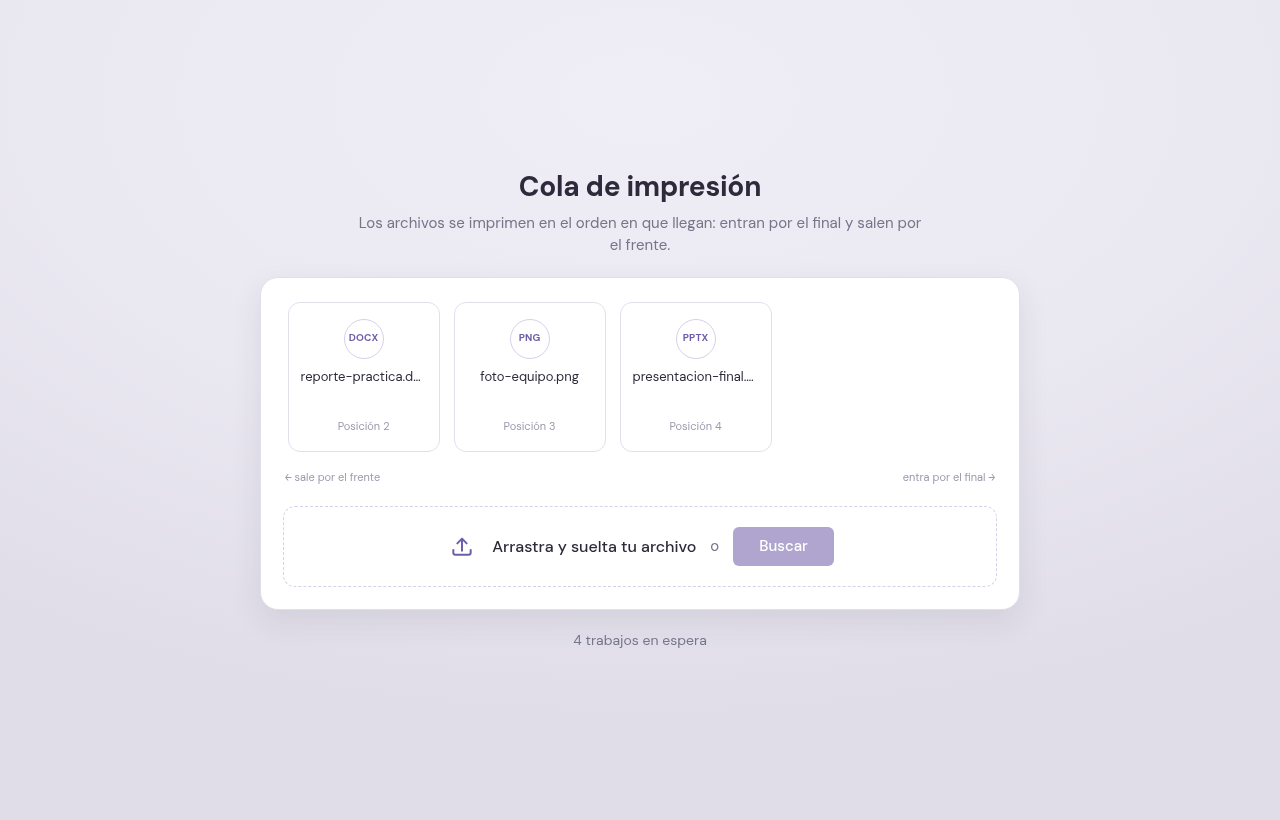 Cola de impresión
Los archivos se imprimen en el orden en que llegan: entran por el final y salen por
el frente.
DOCX
reporte-practica.d...
Posición 2
PNG
foto-equipo.png
Posición 3
PPTX
presentacion-final....
Posición 4
← sale por el frente
entra por el final →
Arrastra y suelta tu archivo o Buscar
4 trabajos en espera